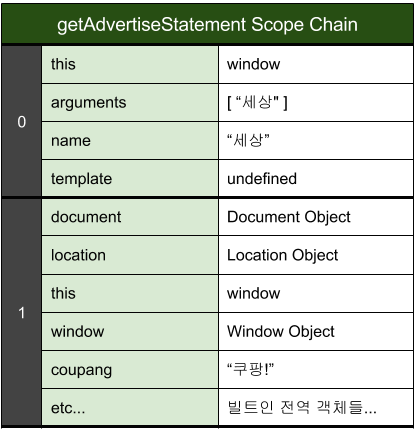 getAdvertiseStatement Scope Chain
0
this window
arguments [ “세상" ]
name “세상”
template undefined
1
document Document Object
location Location Object
this window
window Window Object
coupang “쿠팡!”
etc... 빌트인 전역 객체들...